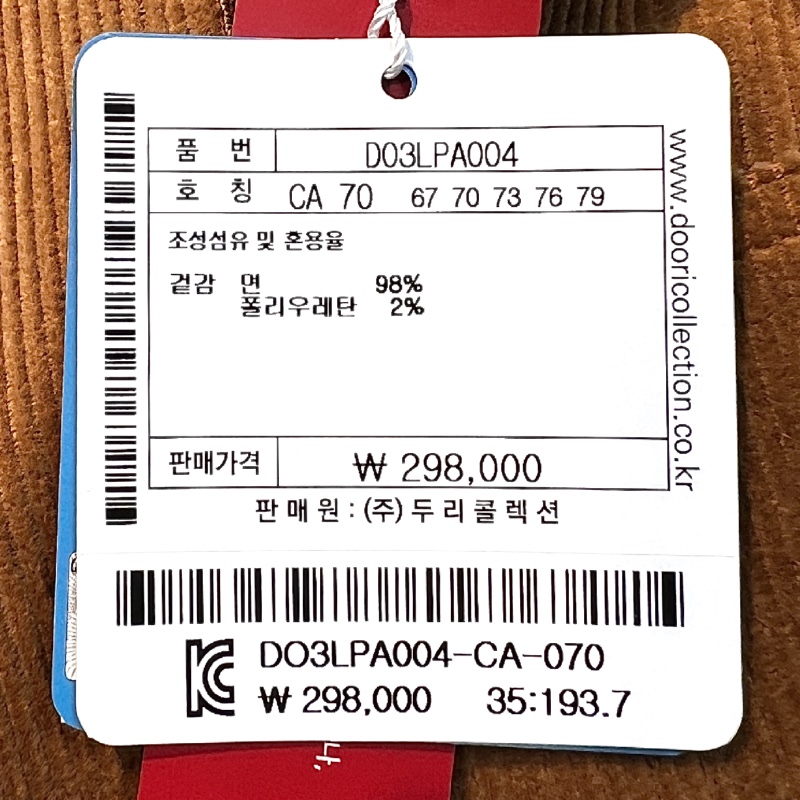 품 번 DO3LPA004
호 칭 CA 70 67 70 73 76 79
조성섬유 및 혼용율
겉감 면 98%
폴리우레탄 2%
판매가격 ₩ 298,000
판 매 원 : (주) 두 리 콜 렉 션
www.dooricollection.co.kr
DO3LPA004-CA-070
₩ 298,000 35:193.7
나.